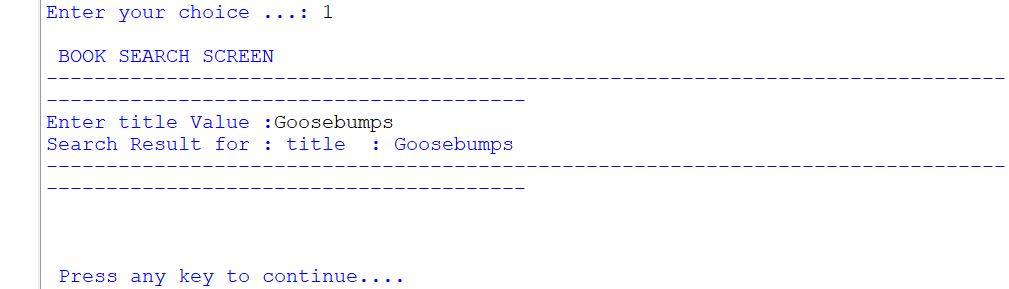 Enter your choice ...: 1
BOOK SEARCH SCREEN
--------------------------------------------------------------------------------
----------------------------------------
Enter title Value :Goosebumps
Search Result for : title  : Goosebumps
--------------------------------------------------------------------------------
----------------------------------------
Press any key to continue....